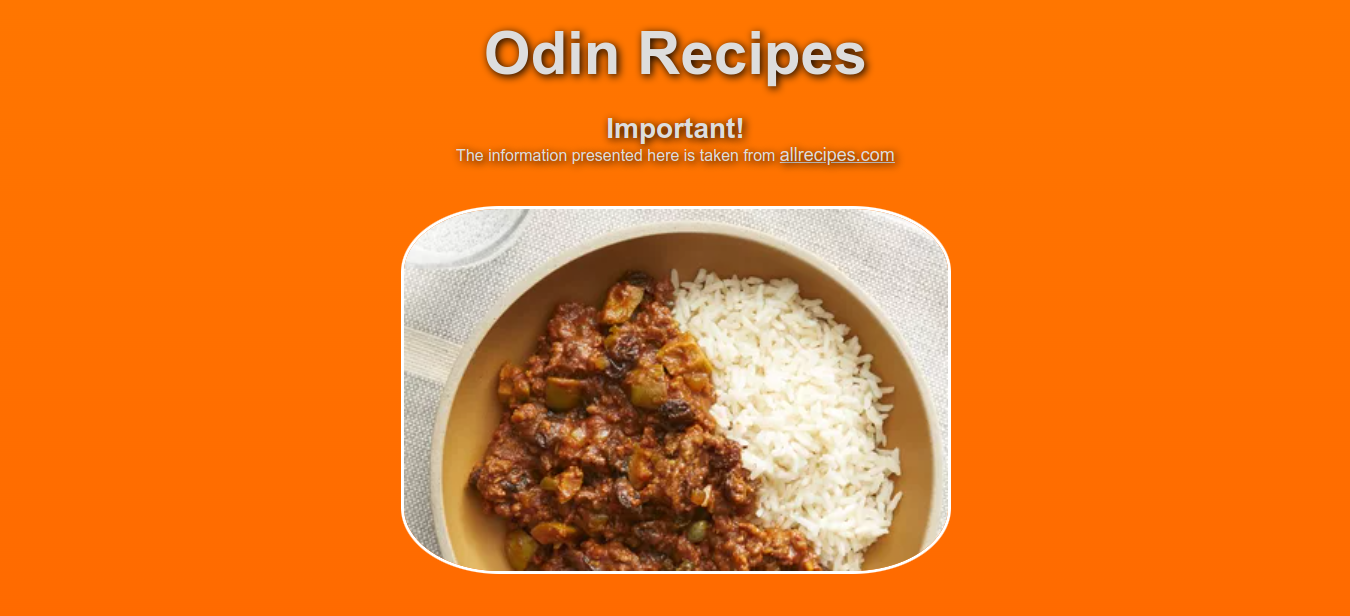 Odin Recipes
Important!
The information presented here is taken from allrecipes.com